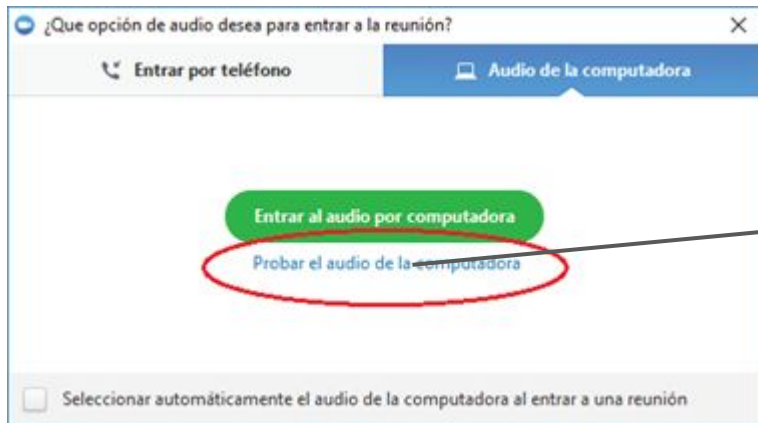 ¿Que opción de audio desea para entrar a la reunión?
Entrar por teléfono
Audio de la computadora
Entrar al audio por computadora
Probar el audio de la computadora
Seleccionar automáticamente el audio de la computadora al entrar a una reunión